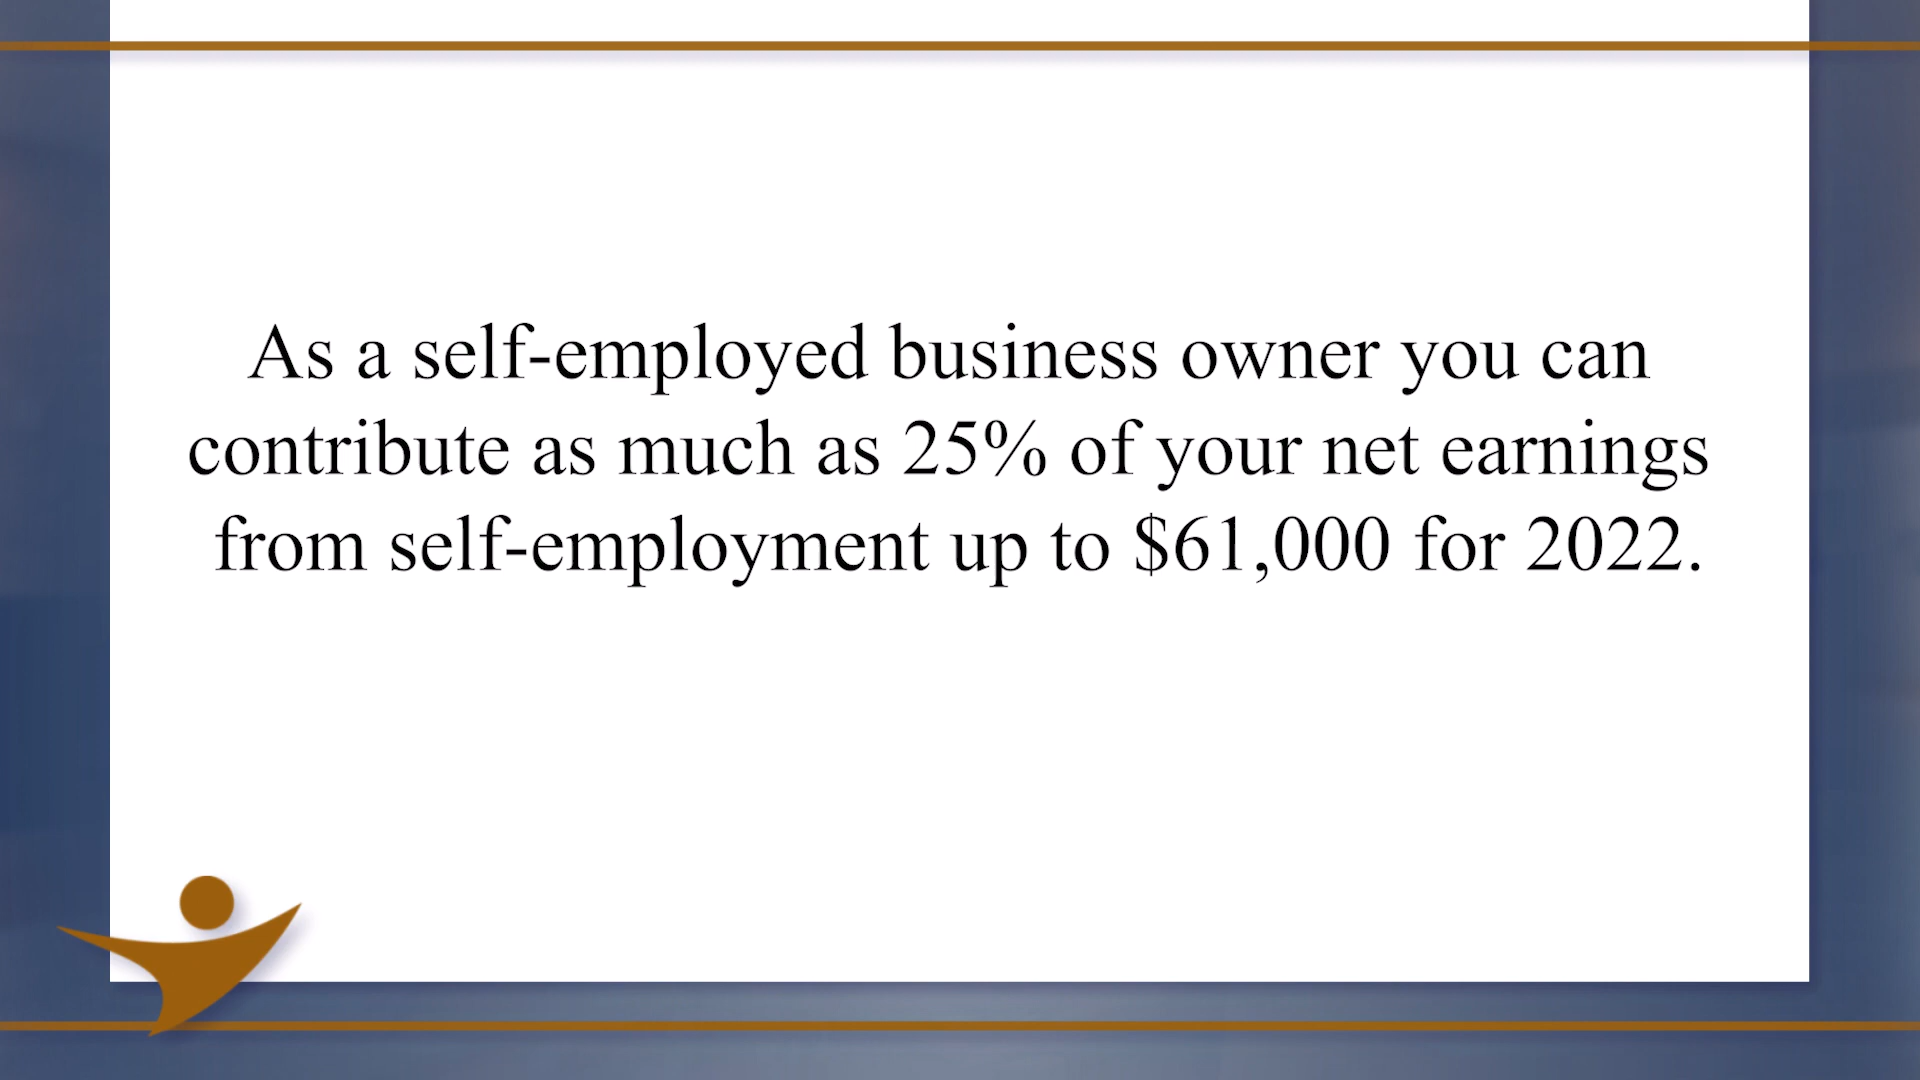 As a self-employed business owner you can
contribute as much as 25% of your net earnings
from self-employment up to $61,000 for 2022.